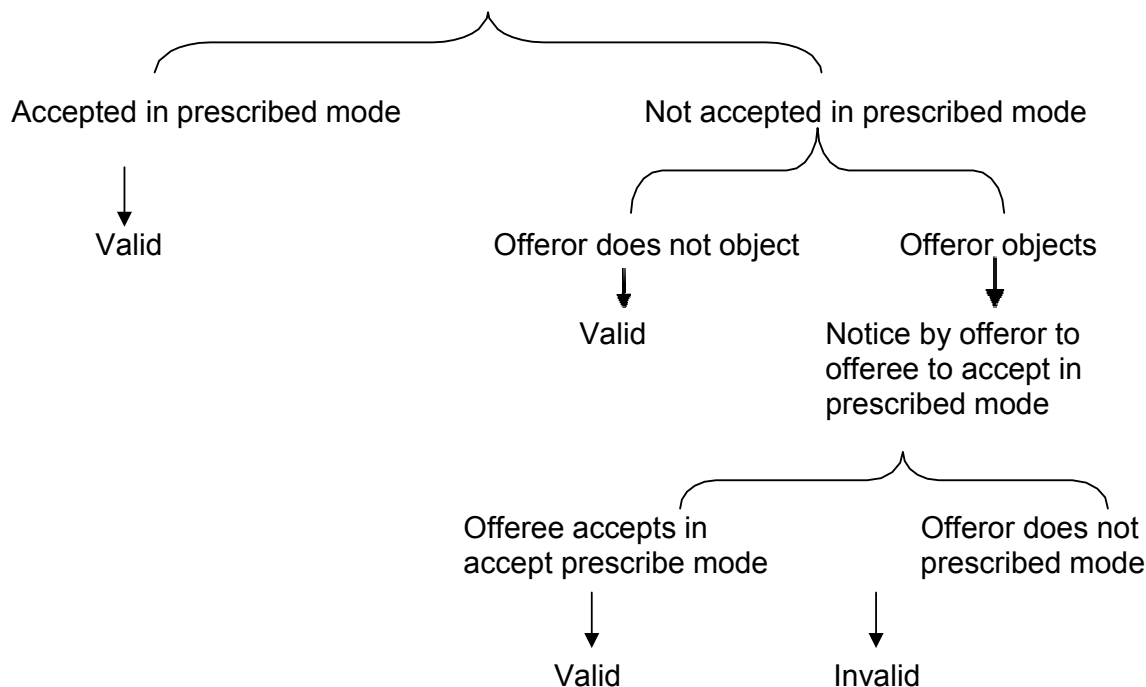 Accepted in prescribed mode
Not accepted in prescribed mode
Valid
Offeror does not object
Offeror objects
Valid
Notice by offeror to
offeree to accept in
prescribed mode
Offeree accepts in
accept prescribe mode
Offeror does not
prescribed mode
Valid
Invalid